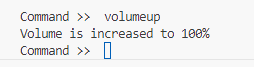 Command >>  volumeup
Volume is increased to 100%
Command >>